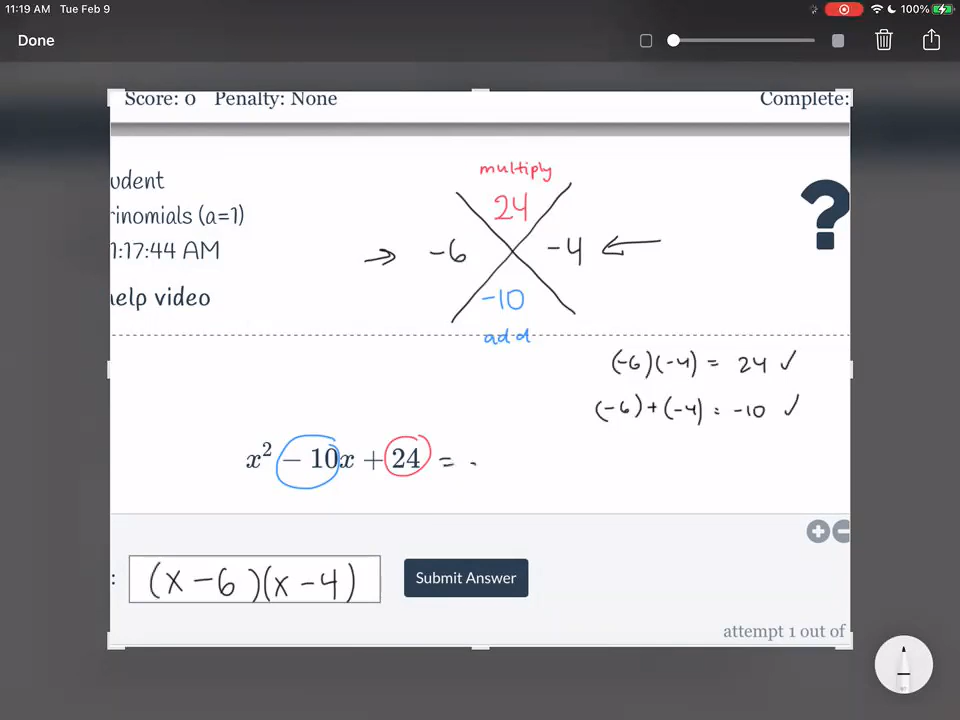 11:19 AM Tue Feb 9
100%
Done
Score: 0 Penalty: None
Complete:
udent
rinomials (a=1)
1:17:44 AM
help video
multiply
24
-6
-4
-10
add
?
(-6)(-4) = 24 ✓
(-6)+(-4) = -10 ✓
x² − 10x + 24 =
: (x-6)(x-4)
Submit Answer
attempt 1 out of